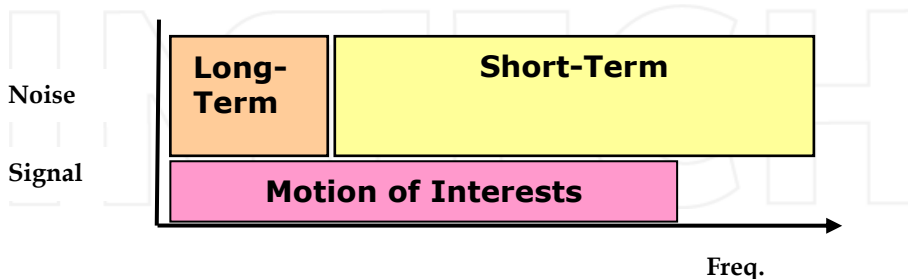 Long-
Term
Short-Term
Noise
Signal
Motion of Interests
Freq.